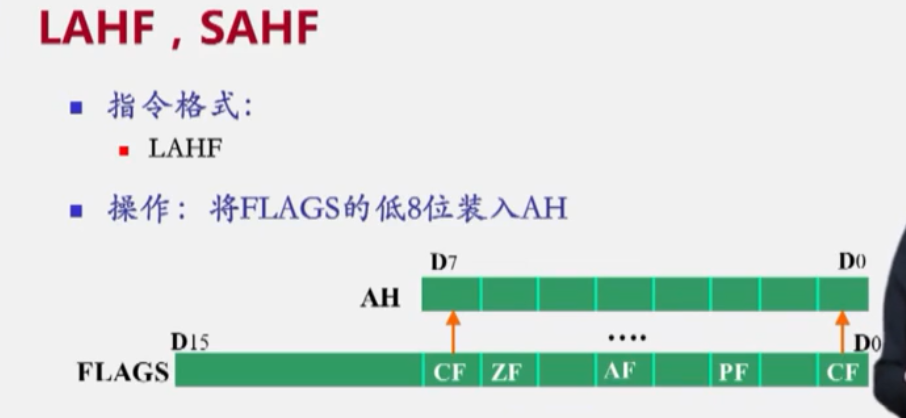 LAHF , SAHF
指令格式：
LAHF
操作： 将FLAGS的低8位装入AH
D7 D0
AH
....
D15 D0
FLAGS CF ZF AF PF CF